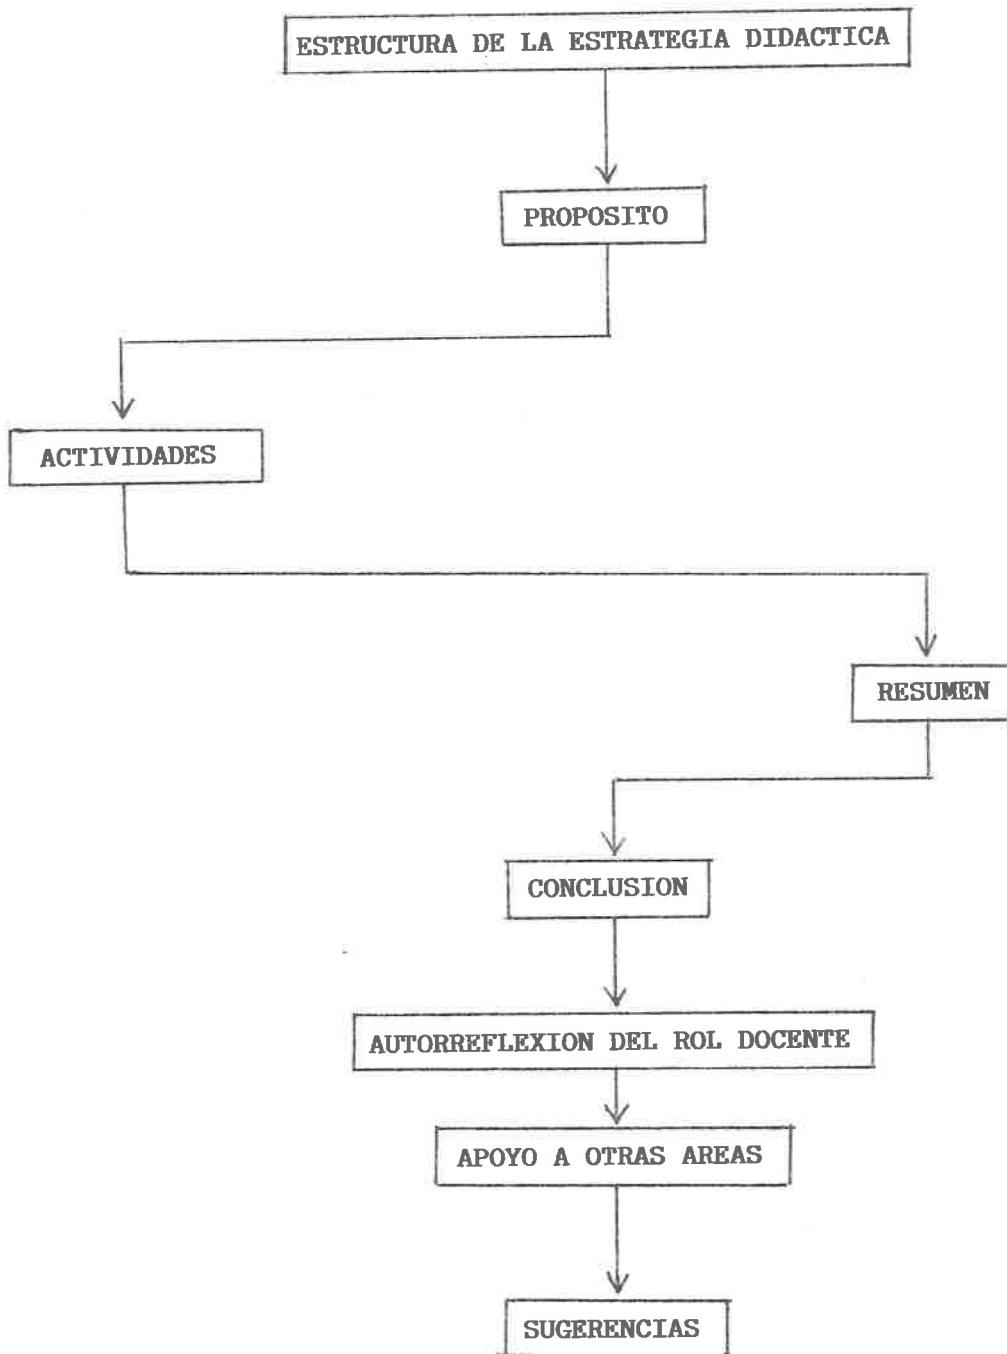 ESTRUCTURA DE LA ESTRATEGIA DIDACTICA
PROPOSITO
ACTIVIDADES
RESUMEN
CONCLUSION
AUTORREFLEXION DEL ROL DOCENTE
APOYO A OTRAS AREAS
SUGERENCIAS